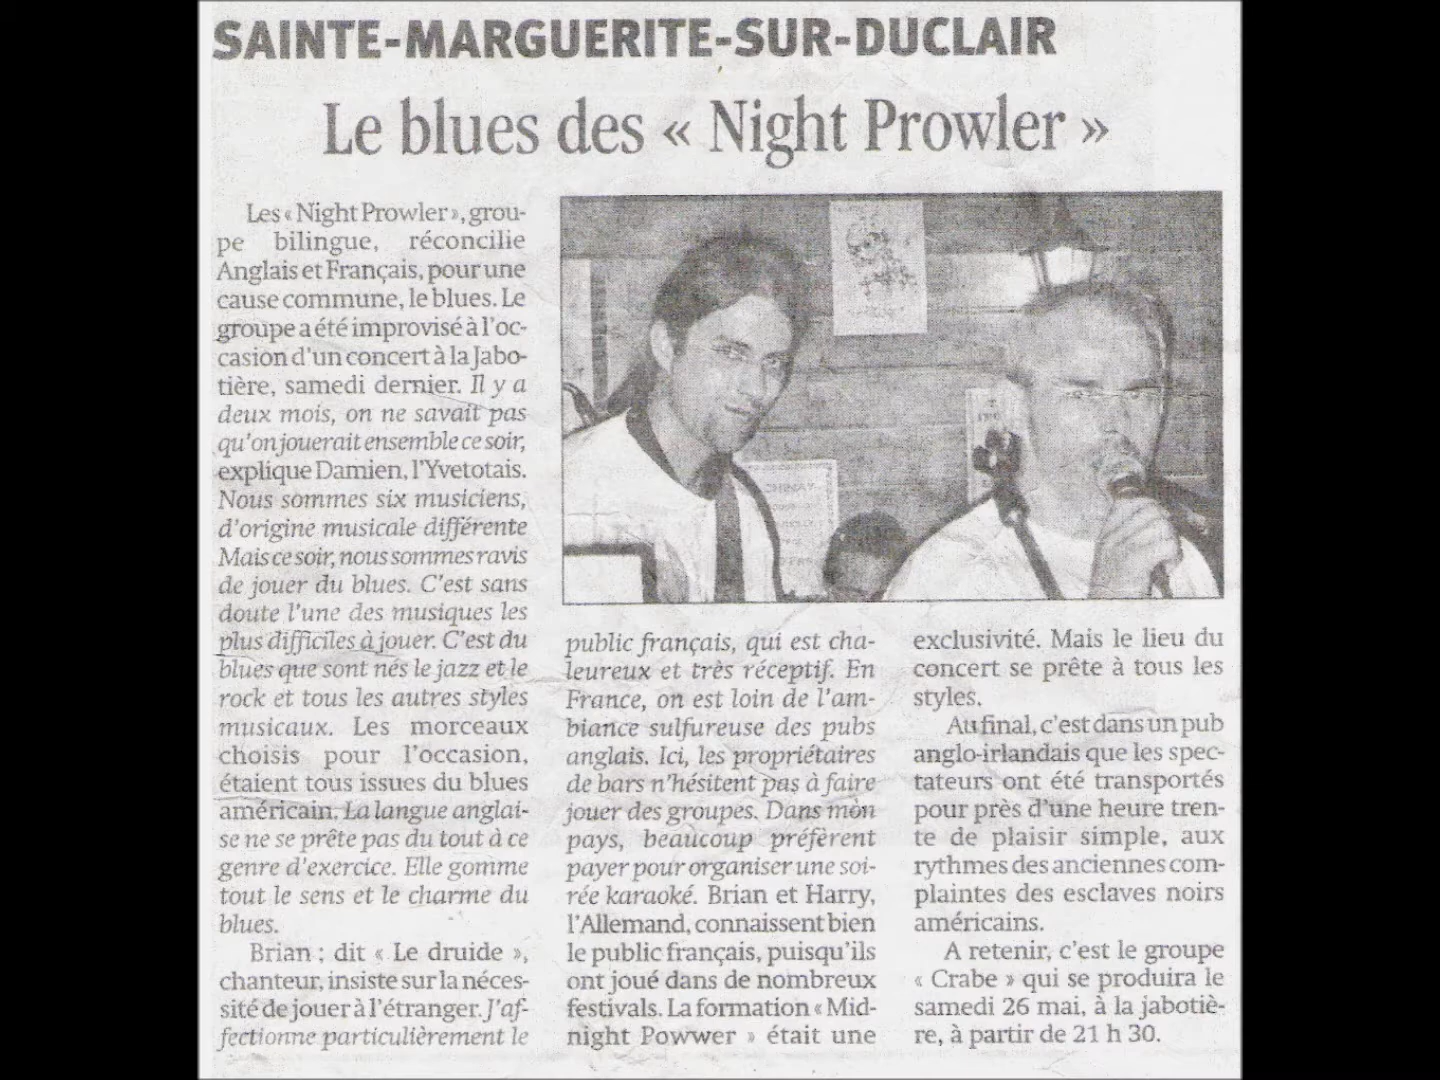 SAINTE-MARGUERITE-SUR-DUCLAIR
Le blues des « Night Prowler »
Les « Night Prowler », grou-
pe bilingue, réconcilie
Anglais et Français, pour une
cause commune, le blues. Le
groupe a été improvisé à l'oc-
casion d'un concert à la Jabo-
tière, samedi dernier. Il y a
deux mois, on ne savait pas
qu'on jouerait ensemble ce soir,
explique Damien, l'Yvetotais.
Nous sommes six musiciens,
d'origine musicale différente
Mais ce soir, nous sommes ravis
de jouer du blues. C'est sans
doute l'une des musiques les
plus difficiles à jouer. C'est du
blues que sont nés le jazz et le
rock et tous les autres styles
musicaux. Les morceaux
choisis pour l'occasion,
étaient tous issues du blues
américain. La langue anglai-
se ne se prête pas du tout à ce
genre d'exercice. Elle gomme
tout le sens et le charme du
blues.
Brian ; dit « Le druide »,
chanteur, insiste sur la néces-
sité de jouer à l'étranger. J'af-
fectionne particulièrement le
public français, qui est cha-
leureux et très réceptif. En
France, on est loin de l'am-
biance sulfureuse des pubs
anglais. Ici, les propriétaires
de bars n'hésitent pas à faire
jouer des groupes. Dans mon
pays, beaucoup préfèrent
payer pour organiser une soi-
rée karaoké. Brian et Harry,
l'Allemand, connaissent bien
le public français, puisqu'ils
ont joué dans de nombreux
festivals. La formation « Mid-
night Powwer » était une
exclusivité. Mais le lieu du
concert se prête à tous les
styles.
Au final, c'est dans un pub
anglo-irlandais que les spec-
tateurs ont été transportés
pour près d'une heure tren-
te de plaisir simple, aux
rythmes des anciennes com-
plaintes des esclaves noirs
américains.
A retenir, c'est le groupe
« Crabe » qui se produira le
samedi 26 mai, à la jabotiè-
re, à partir de 21 h 30.